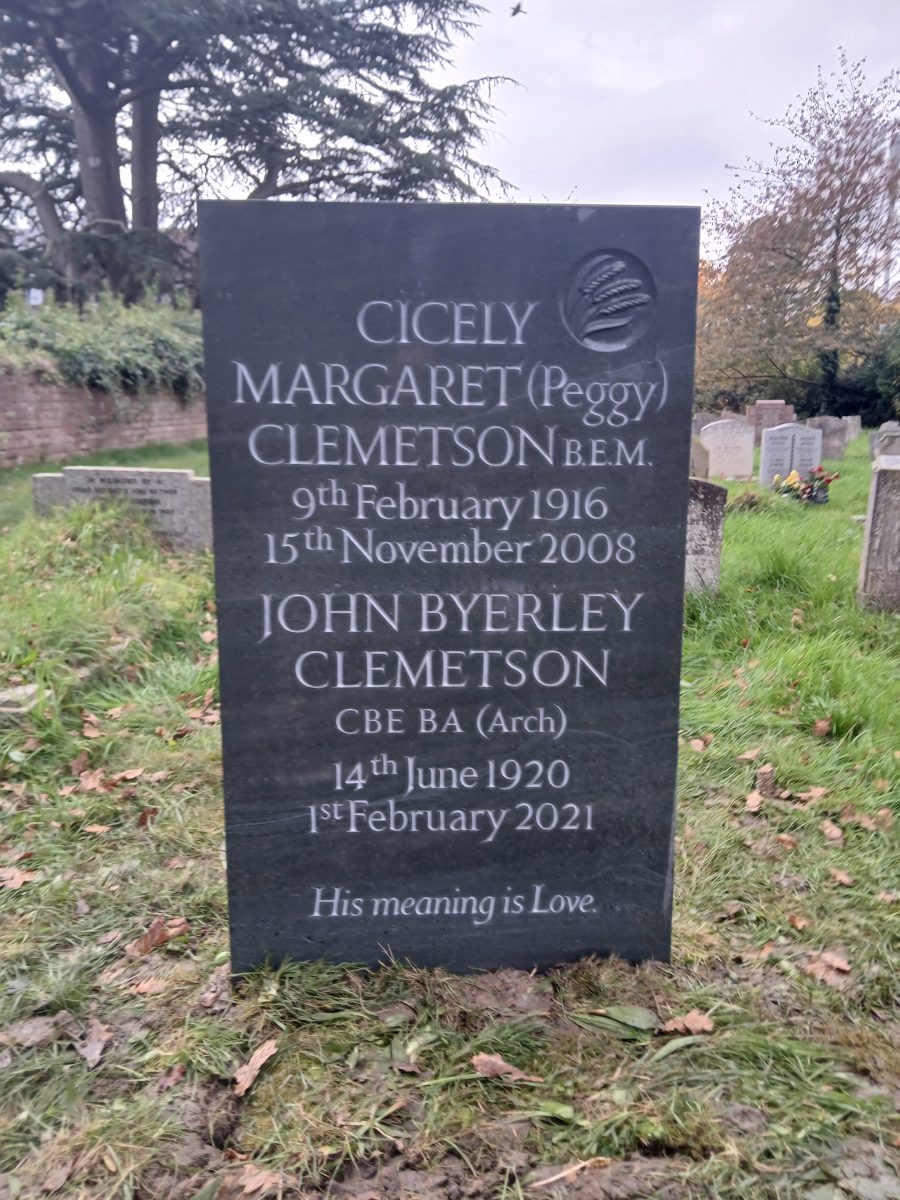 CICELY
MARGARET (Peggy)
CLEMETSON B.E.M.
9th February 1916
15th November 2008
JOHN BYERLEY
CLEMETSON
CBE BA (Arch)
14th June 1920
1st February 2021
His meaning is Love.